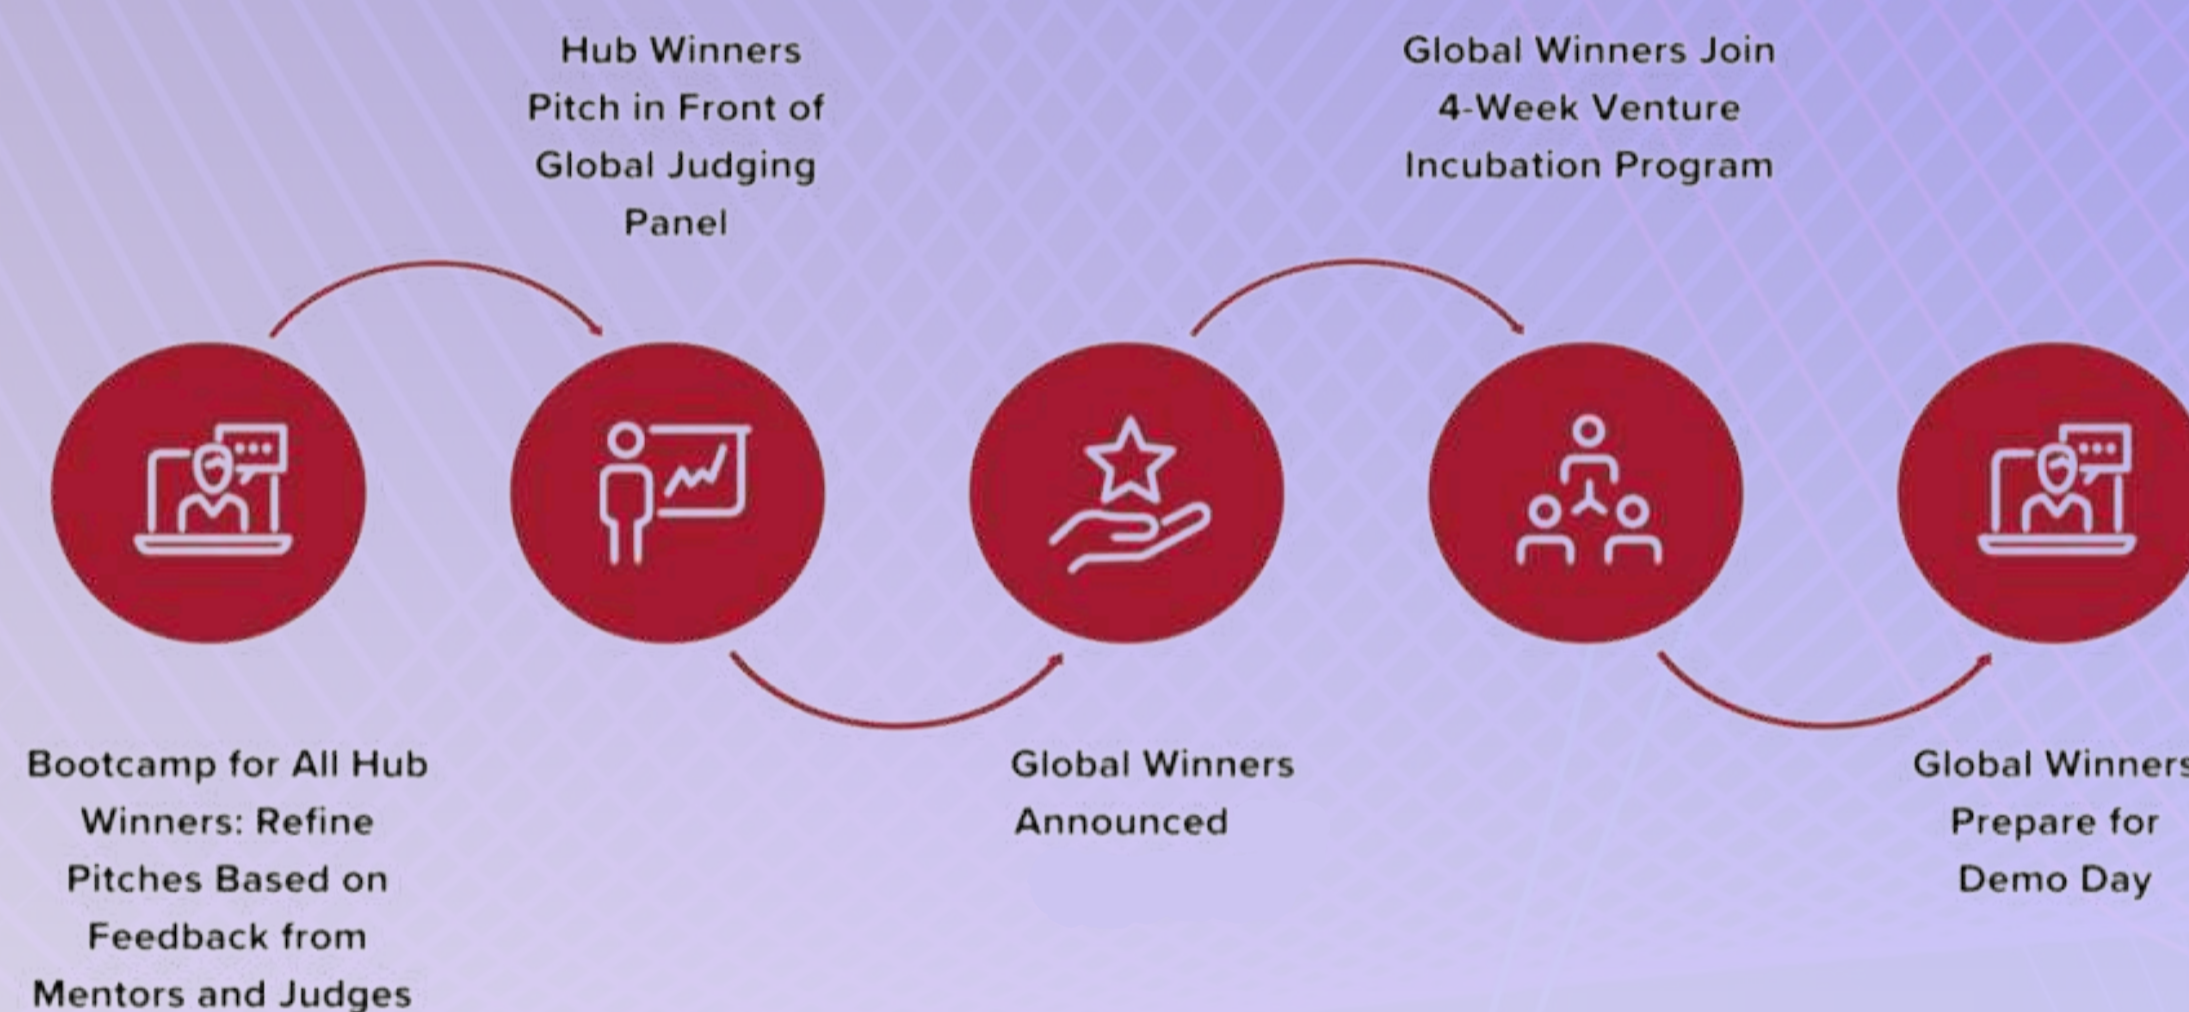 Bootcamp for All Hub
Winners: Refine
Pitches Based on
Feedback from
Mentors and Judges
Hub Winners
Pitch in Front of
Global Judging
Panel
Global Winners
Announced
Global Winners Join
4-Week Venture
Incubation Program
Global Winners
Prepare for
Demo Day